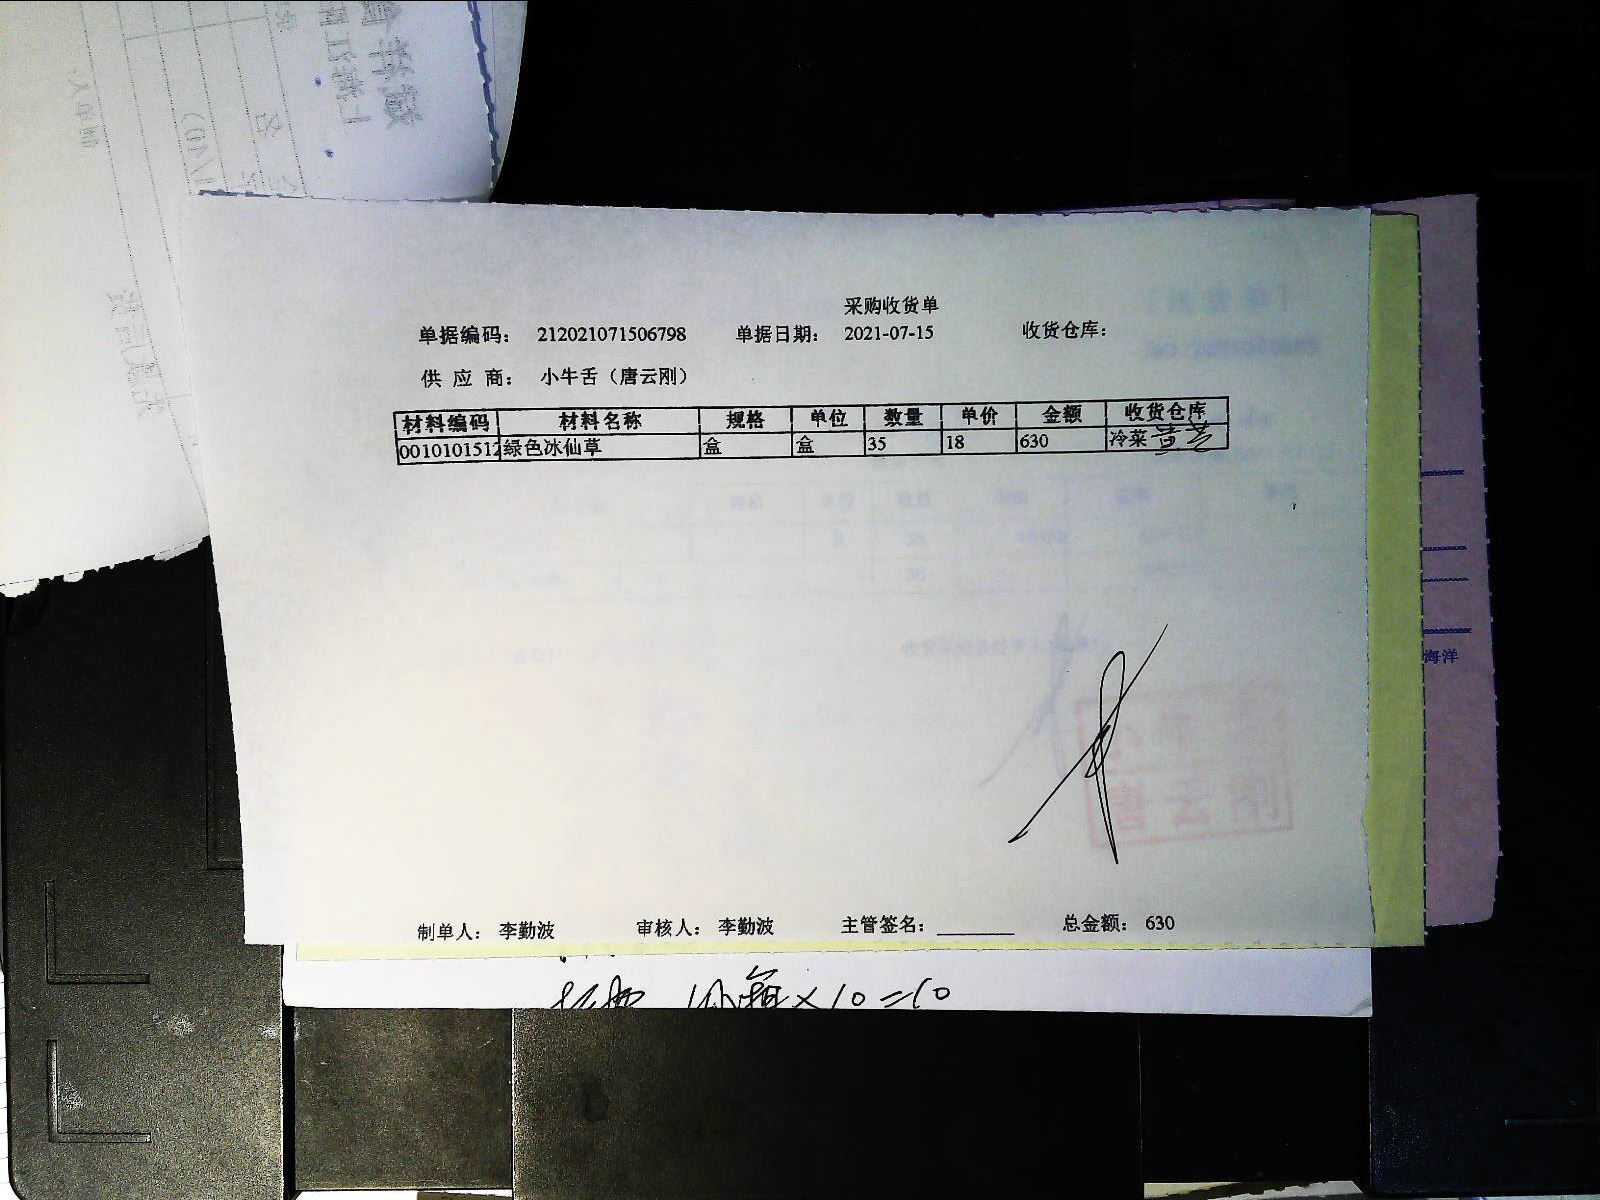 采购收货单
单据编码： 212021071506798 单据日期： 2021-07-15 收货仓库：
供 应 商： 小牛舌（唐云刚）
材料编码 材料名称 规格 单位 数量 单价 金额 收货仓库
0010101512 绿色冰仙草 盒 盒 35 18 630 冷菜
制单人： 李勤波 审核人： 李勤波 主管签名： 总金额： 630
海洋
×10=10